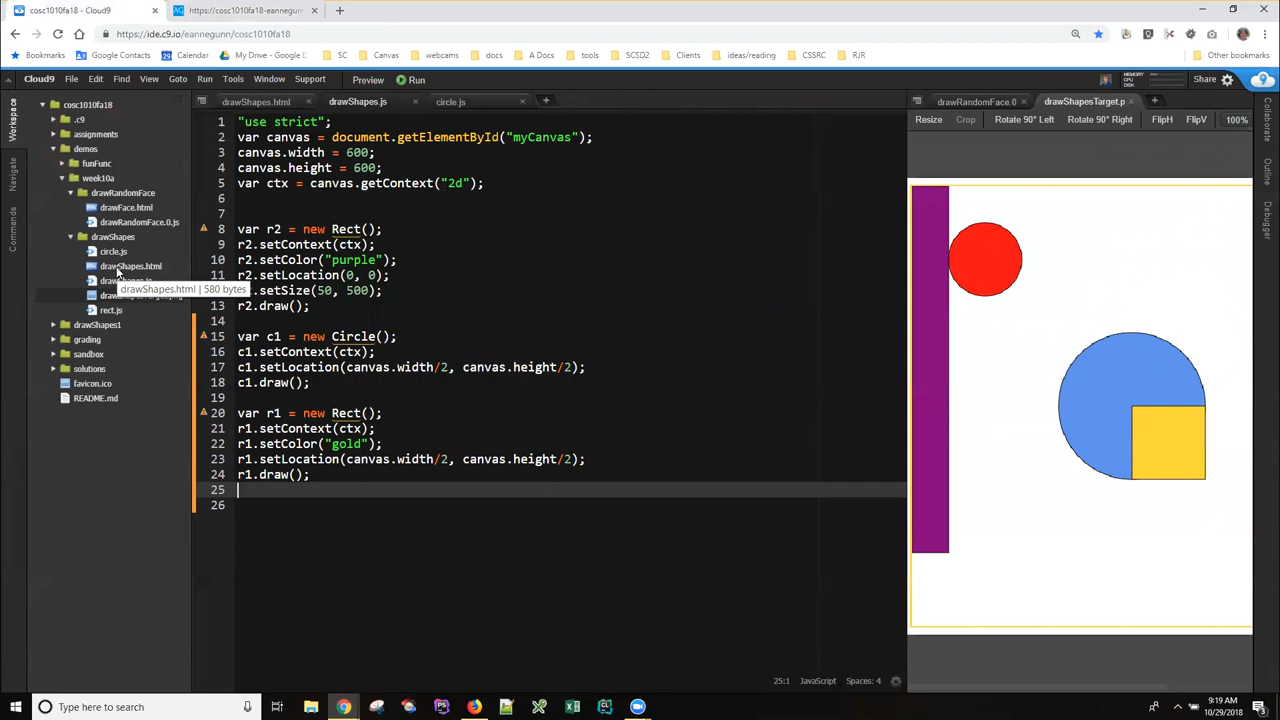 cosc1010fa18 - Cloud9
https://cosc1010fa18-eannegunn/
https://ide.c9.io/eannegunn/cosc1010fa18
Bookmarks
Google Contacts
Calendar
My Drive - Google D
SC
Canvas
webcams
docs
A Docs
tools
SCSD2
Clients
ideas/reading
CSSRC
RJR
Other bookmarks
Cloud9 File Edit Find View Goto Run Tools Window Support Preview Run
MEMORY
CPU
DISK
Share
Workspace
Navigate
Commands
cosc1010fa18
.c9
assignments
demos
funFunc
week10a
drawRandomFace
drawFace.html
drawRandomFace.0.js
drawShapes
circle.js
drawShapes.html
drawShapes.html | 580 bytes
rect.js
drawShapes1
grading
sandbox
solutions
favicon.ico
README.md
drawShapes.html
drawShapes.js
circle.js
1 "use strict";
2 var canvas = document.getElementById("myCanvas");
3 canvas.width = 600;
4 canvas.height = 600;
5 var ctx = canvas.getContext("2d");
6
7
8 var r2 = new Rect();
9 r2.setContext(ctx);
10 r2.setColor("purple");
11 r2.setLocation(0, 0);
12 .setSize(50, 500);
13 r2.draw();
14
15 var c1 = new Circle();
16 c1.setContext(ctx);
17 c1.setLocation(canvas.width/2, canvas.height/2);
18 c1.draw();
19
20 var r1 = new Rect();
21 r1.setContext(ctx);
22 r1.setColor("gold");
23 r1.setLocation(canvas.width/2, canvas.height/2);
24 r1.draw();
25
26
25:1 JavaScript Spaces: 4
drawRandomFace.0
drawShapesTarget.p
Resize Crop Rotate 90° Left Rotate 90° Right FlipH FlipV 100%
Collaborate
Outline
Debugger
Type here to search
9:19 AM
10/29/2018